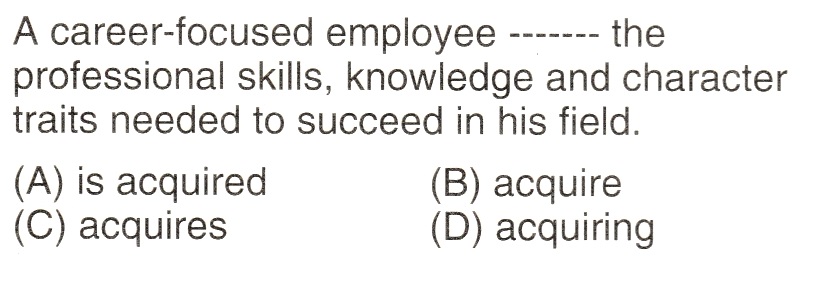 A career-focused employee ------- the
professional skills, knowledge and character
traits needed to succeed in his field.
(A) is acquired (B) acquire
(C) acquires (D) acquiring